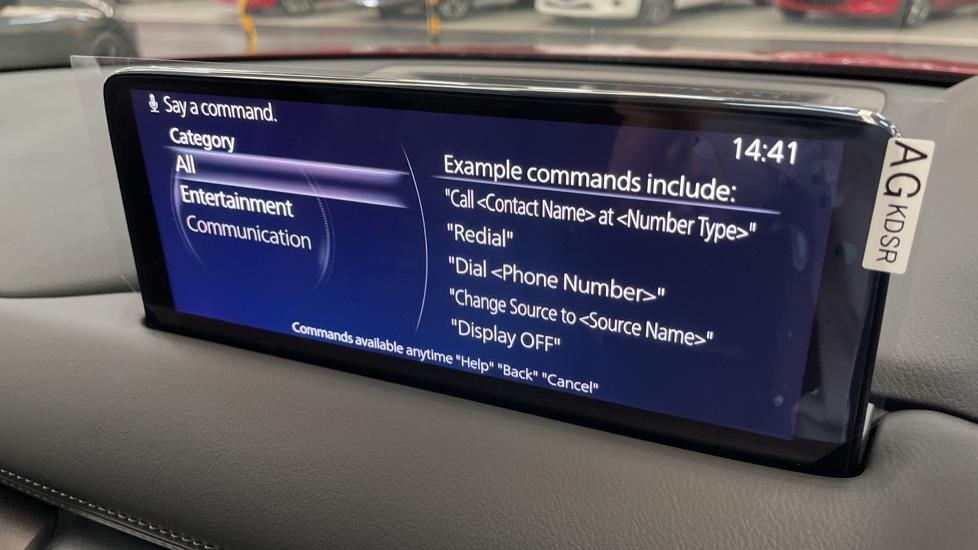 Say a command.
14:41
Category
All
Entertainment
Communication
Example commands include:
"Call <Contact Name> at <Number Type>"
"Redial"
"Dial <Phone Number>"
"Change Source to <Source Name>"
"Display OFF"
Commands available anytime "Help" "Back" "Cancel"
AG KDSR